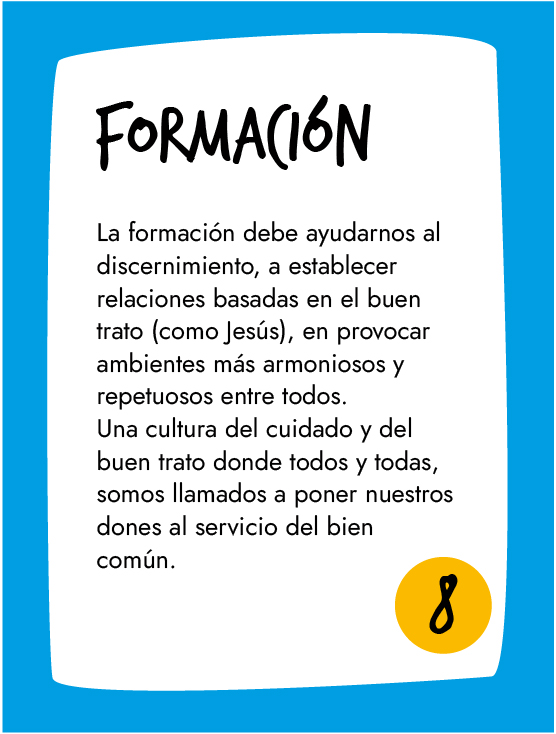 FORMACIÓN
La formación debe ayudarnos al
discernimiento, a establecer
relaciones basadas en el buen
trato (como Jesús), en provocar
ambientes más armoniosos y
repetuosos entre todos.
Una cultura del cuidado y del
buen trato donde todos y todas,
somos llamados a poner nuestros
dones al servicio del bien
común.
8